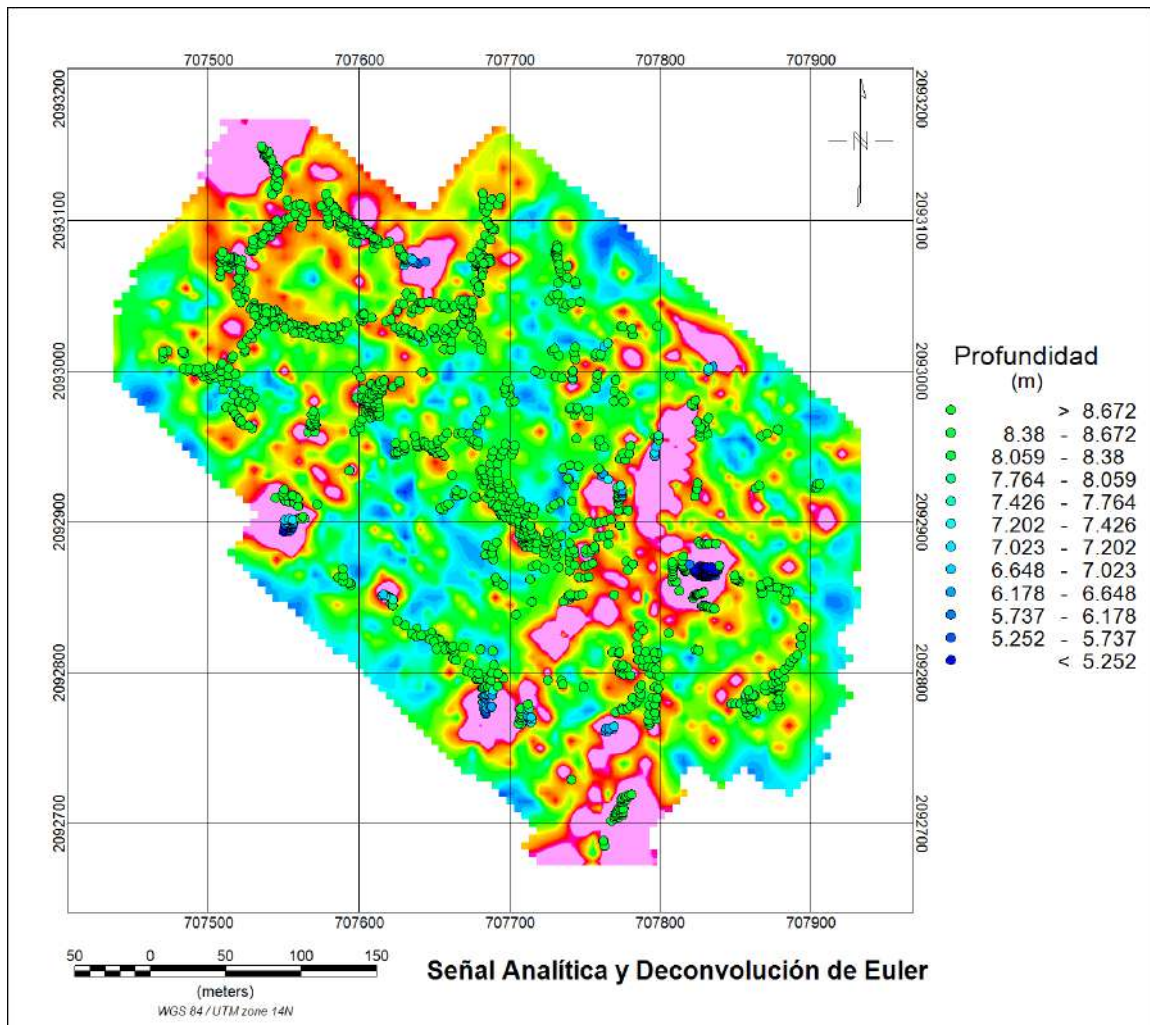 707500 707600 707700 707800 707900
2093200 2093200
2093100 2093100
2093000 2093000
2092900 2092900
2092800 2092800
2092700 2092700
N
707500 707600 707700 707800 707900
Profundidad
(m)
> 8.672
8.38 - 8.672
8.059 - 8.38
7.764 - 8.059
7.426 - 7.764
7.202 - 7.426
7.023 - 7.202
6.648 - 7.023
6.178 - 6.648
5.737 - 6.178
5.252 - 5.737
< 5.252
50 0 50 100 150
(meters)
WGS 84 / UTM zone 14N
Señal Analítica y Deconvolución de Euler